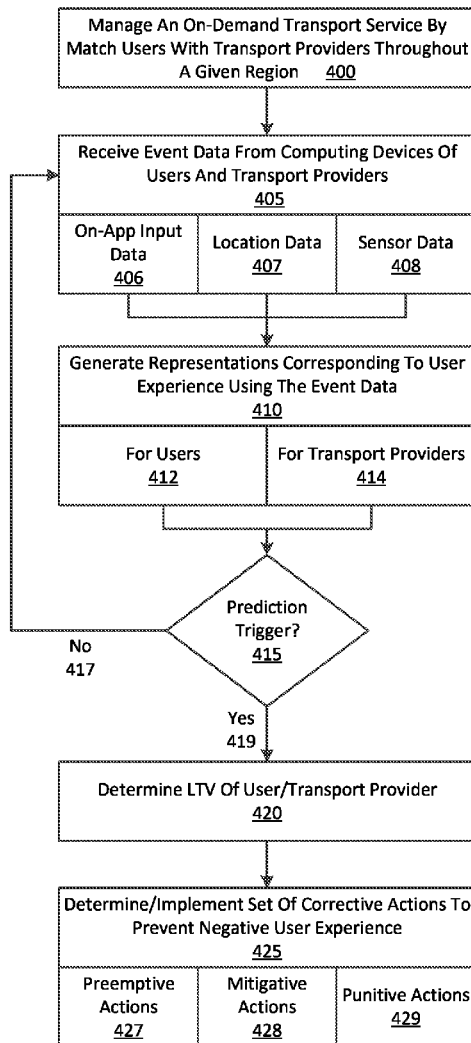 Manage An On-Demand Transport Service By
Match Users With Transport Providers Throughout
A Given Region 400
Receive Event Data From Computing Devices Of
Users And Transport Providers
405
On-App Input
Data
406
Location Data
407
Sensor Data
408
Generate Representations Corresponding To User
Experience Using The Event Data
410
For Users
412
For Transport Providers
414
Prediction
Trigger?
415
No
417
Yes
419
Determine LTV Of User/Transport Provider
420
Determine/Implement Set Of Corrective Actions To
Prevent Negative User Experience
425
Preemptive
Actions
427
Mitigative
Actions
428
Punitive Actions
429